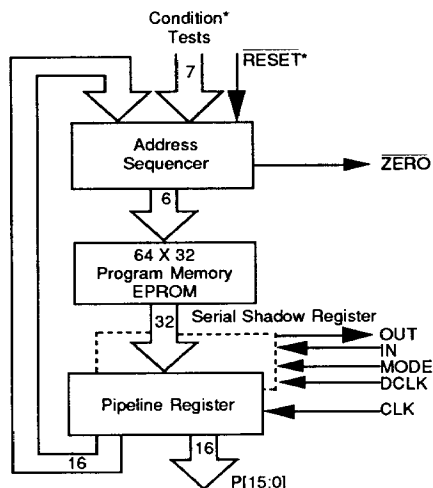 Condition*
Tests
7
RESET*
Address
Sequencer
ZERO
6
64 X 32
Program Memory
EPROM
32
Serial Shadow Register
OUT
IN
MODE
DCLK
Pipeline Register
CLK
16
16
P[15:0]